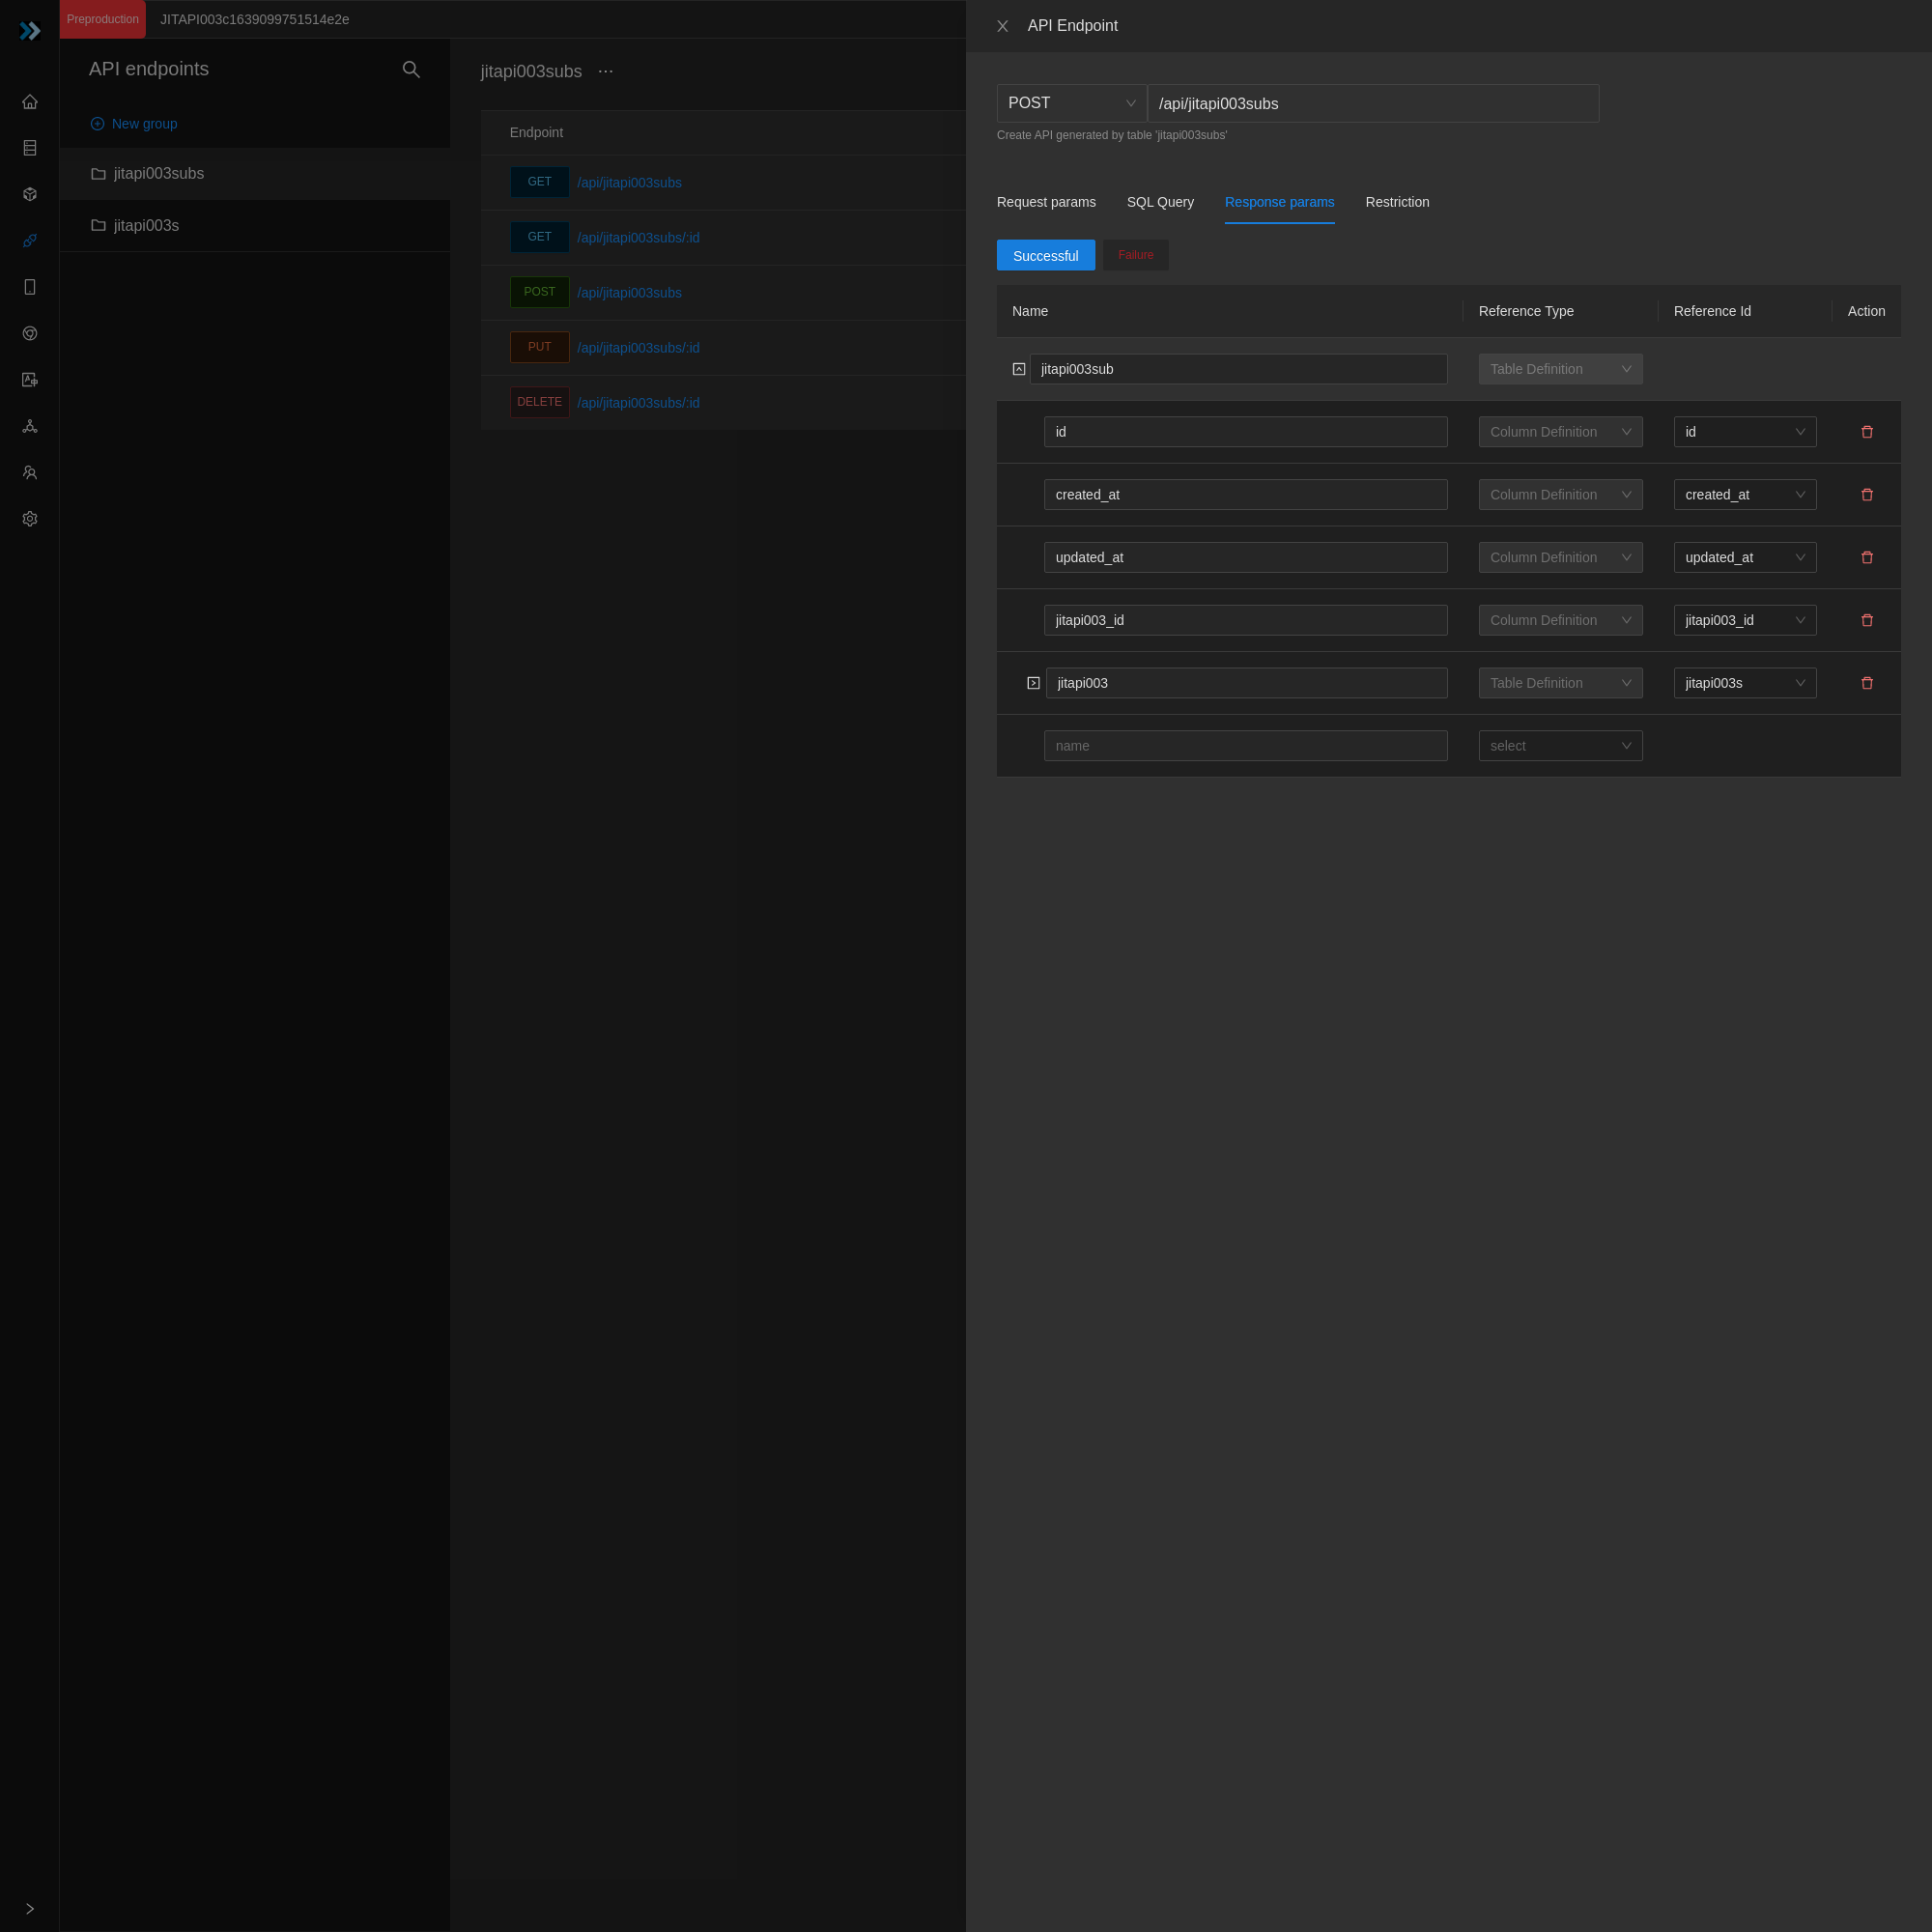 Preproduction JITAPI003c1639099751514e2e
API endpoints
New group
jitapi003subs
jitapi003s
jitapi003subs ...
Endpoint
GET /api/jitapi003subs
GET /api/jitapi003subs/:id
POST /api/jitapi003subs
PUT /api/jitapi003subs/:id
DELETE /api/jitapi003subs/:id
API Endpoint
POST /api/jitapi003subs
Create API generated by table 'jitapi003subs'
Request params SQL Query Response params Restriction
Successful Failure
Name Reference Type Reference Id Action
jitapi003sub Table Definition
id Column Definition id
created_at Column Definition created_at
updated_at Column Definition updated_at
jitapi003_id Column Definition jitapi003_id
jitapi003 Table Definition jitapi003s
name select